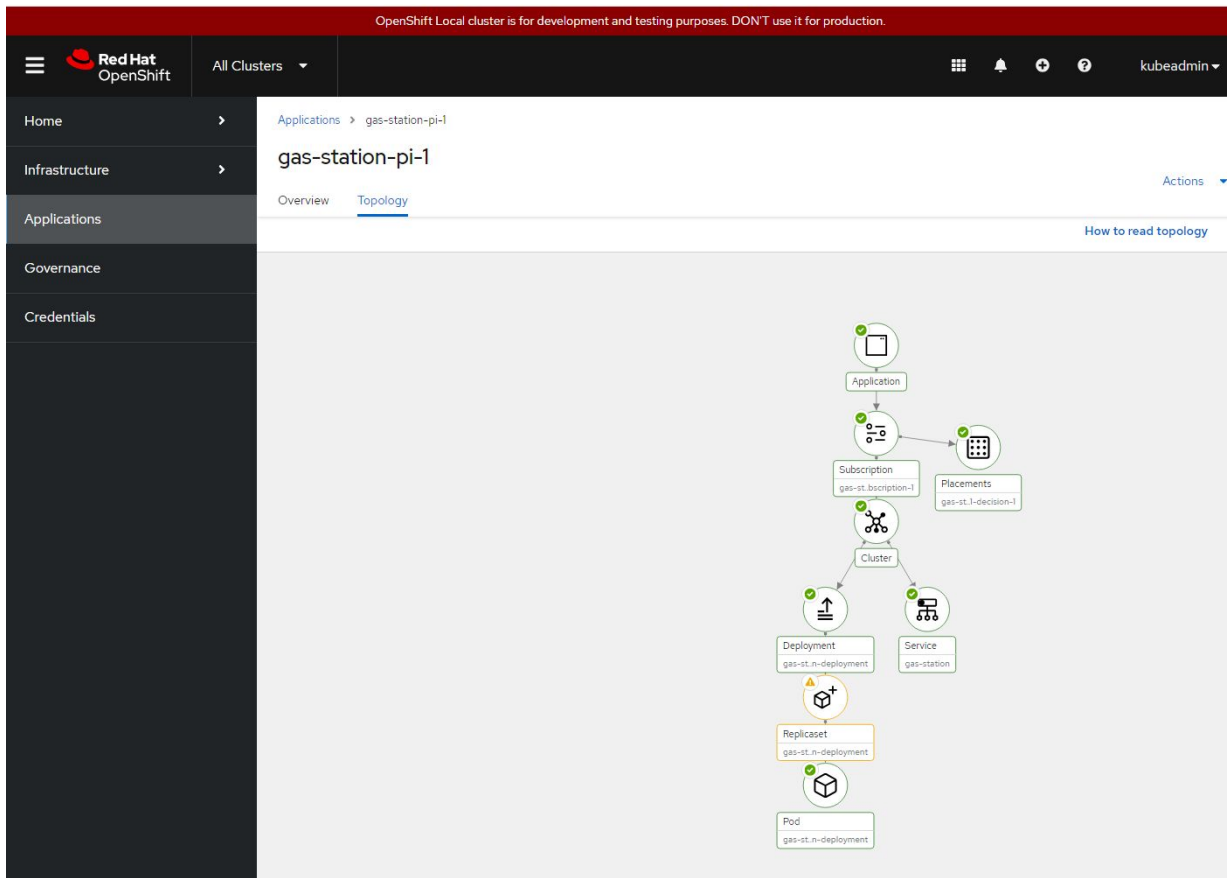 OpenShift Local cluster is for development and testing purposes. DON'T use it for production.
Red Hat
OpenShift
All Clusters
kubeadmin
Home
Infrastructure
Applications
Governance
Credentials
Applications > gas-station-pi-1
gas-station-pi-1
Actions
Overview Topology
How to read topology
Application
Subscription
gas-st..bscription-1
Placements
gas-st..1-decision-1
Cluster
Deployment
gas-st..n-deployment
Service
gas-station
Replicaset
gas-st..n-deployment
Pod
gas-st..n-deployment